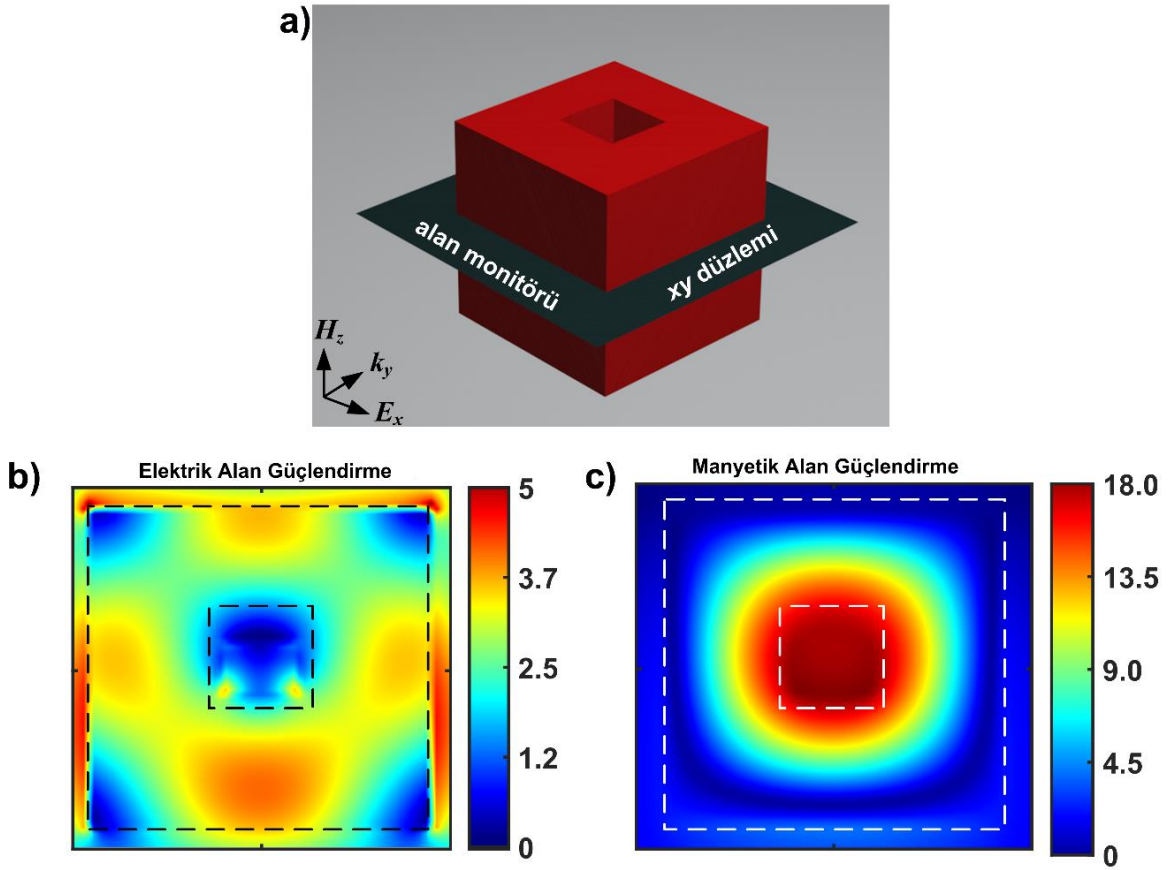 a)
alan monitörü
xy düzlemi
Hz
ky
Ex
b)
Elektrik Alan Güçlendirme
5
3.7
2.5
1.2
0
c)
Manyetik Alan Güçlendirme
18.0
13.5
9.0
4.5
0